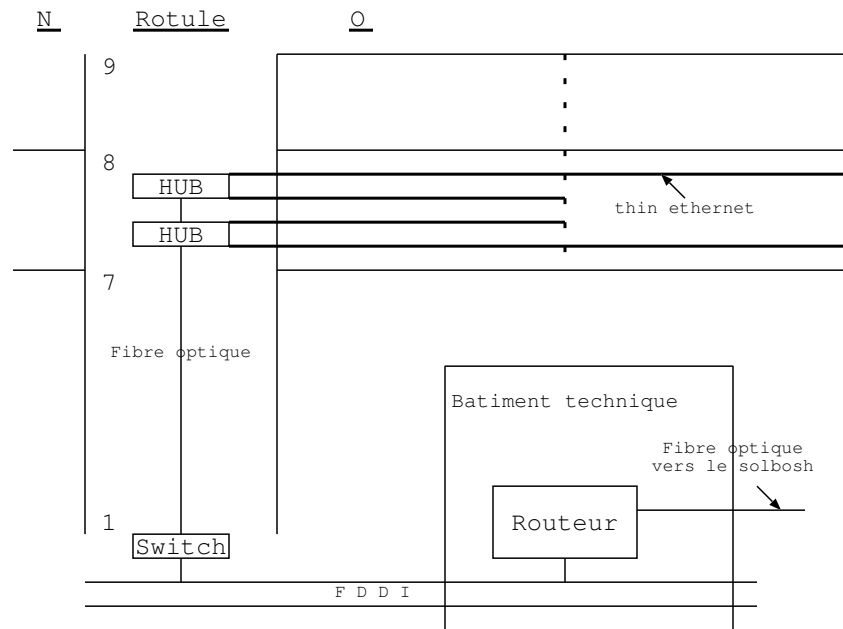 N Rotule O
9
8
HUB
thin ethernet
HUB
7
Fibre optique
Batiment technique
Fibre optique
vers le solbosh
1
Routeur
Switch
F D D I